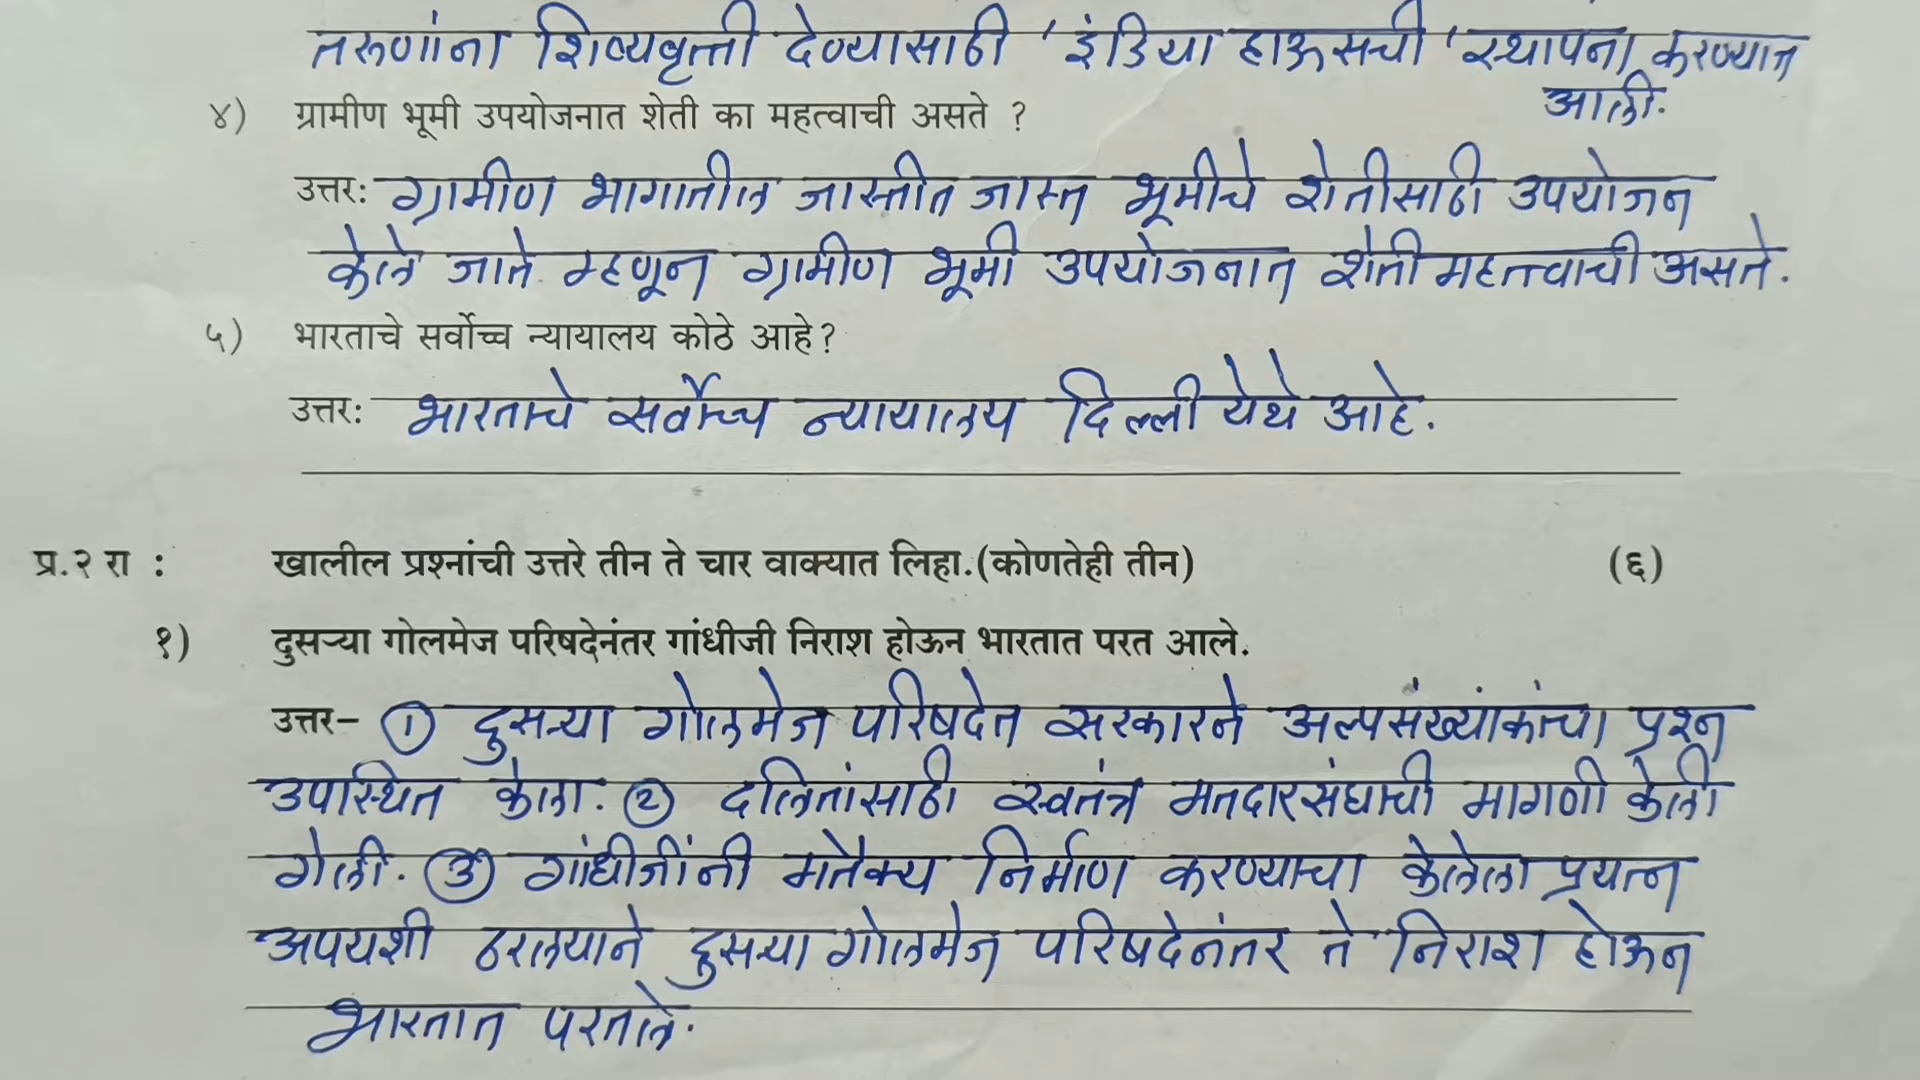 तरुणांना शिष्यवृत्ती देण्यासाठी 'इंडिया हाऊसची' स्थापना करण्यात
आली.
४) ग्रामीण भूमी उपयोजनात शेती का महत्वाची असते ?
उत्तर: ग्रामीण भागातील जास्तीत जास्त भूमीचे शेतीसाठी उपयोजन
केले जाते म्हणून ग्रामीण भूमी उपयोजनात शेती महत्त्वाची असते.
५) भारताचे सर्वोच्च न्यायालय कोठे आहे?
उत्तर: भारताचे सर्वोच्च न्यायालय दिल्ली येथे आहे.
प्र.२ रा : खालील प्रश्नांची उत्तरे तीन ते चार वाक्यात लिहा.(कोणतेही तीन) (६)
१) दुसऱ्या गोलमेज परिषदेनंतर गांधीजी निराश होऊन भारतात परत आले.
उत्तर- ① दुसऱ्या गोलमेज परिषदेत सरकारने अल्पसंख्यांकांचा प्रश्न
उपस्थित केला. ② दलितांसाठी स्वतंत्र मतदारसंघाची मागणी केली
गेली. ③ गांधीजींनी मतैक्य निर्माण करण्याचा केलेला प्रयत्न
अपयशी ठरल्याने दुसऱ्या गोलमेज परिषदेनंतर ते निराश होऊन
भारतात परतले.